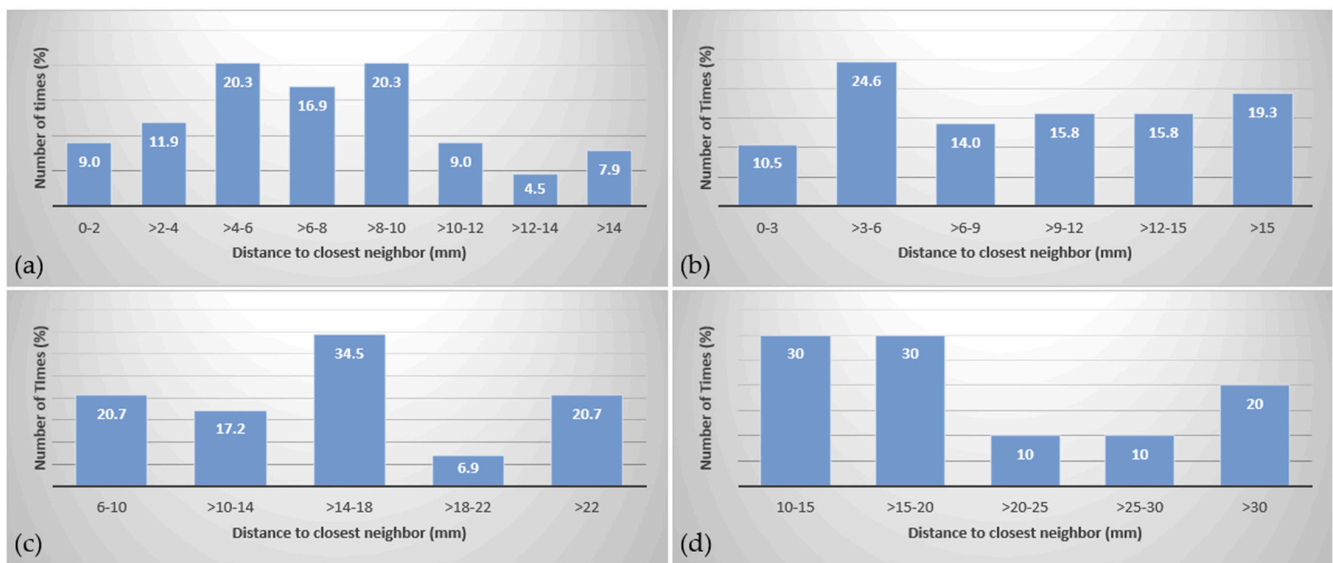 Number of times (%)
9.0
11.9
20.3
16.9
20.3
9.0
4.5
7.9
0-2 >2-4 >4-6 >6-8 >8-10 >10-12 >12-14 >14
Distance to closest neighbor (mm)
(a)
Number of Times (%)
10.5
24.6
14.0
15.8
15.8
19.3
0-3 >3-6 >6-9 >9-12 >12-15 >15
Distance to closest neighbor (mm)
(b)
Number of TImes (%)
20.7
17.2
34.5
6.9
20.7
6-10 >10-14 >14-18 >18-22 >22
Distance to closest neighbor (mm)
(c)
Number of Times (%)
30
30
10
10
20
10-15 >15-20 >20-25 >25-30 >30
Distance to closest neighbor (mm)
(d)